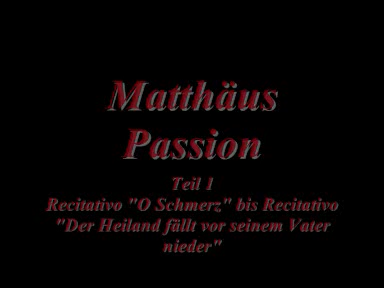 Matthäus
Passion
Teil 1
Recitativo "O Schmerz" bis Recitativo
"Der Heiland fällt vor seinem Vater
nieder"